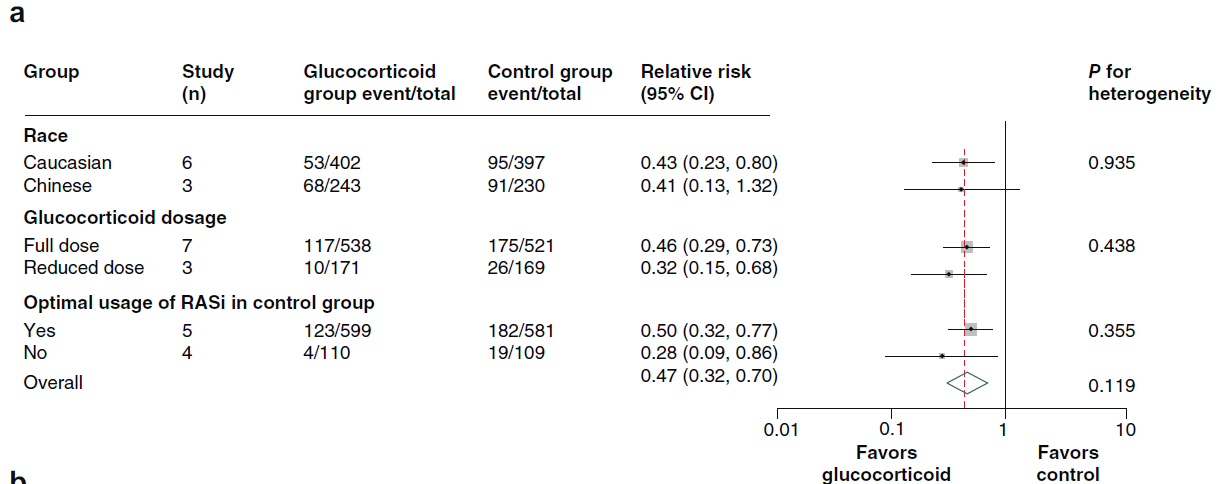 a
Group Study Glucocorticoid Control group Relative risk P for
(n) group event/total event/total (95% CI) heterogeneity
Race
Caucasian 6 53/402 95/397 0.43 (0.23, 0.80) 0.935
Chinese 3 68/243 91/230 0.41 (0.13, 1.32)
Glucocorticoid dosage
Full dose 7 117/538 175/521 0.46 (0.29, 0.73) 0.438
Reduced dose 3 10/171 26/169 0.32 (0.15, 0.68)
Optimal usage of RASi in control group
Yes 5 123/599 182/581 0.50 (0.32, 0.77) 0.355
No 4 4/110 19/109 0.28 (0.09, 0.86)
Overall 0.47 (0.32, 0.70) 0.119
0.01 0.1 1 10
Favors Favors
glucocorticoid control
b